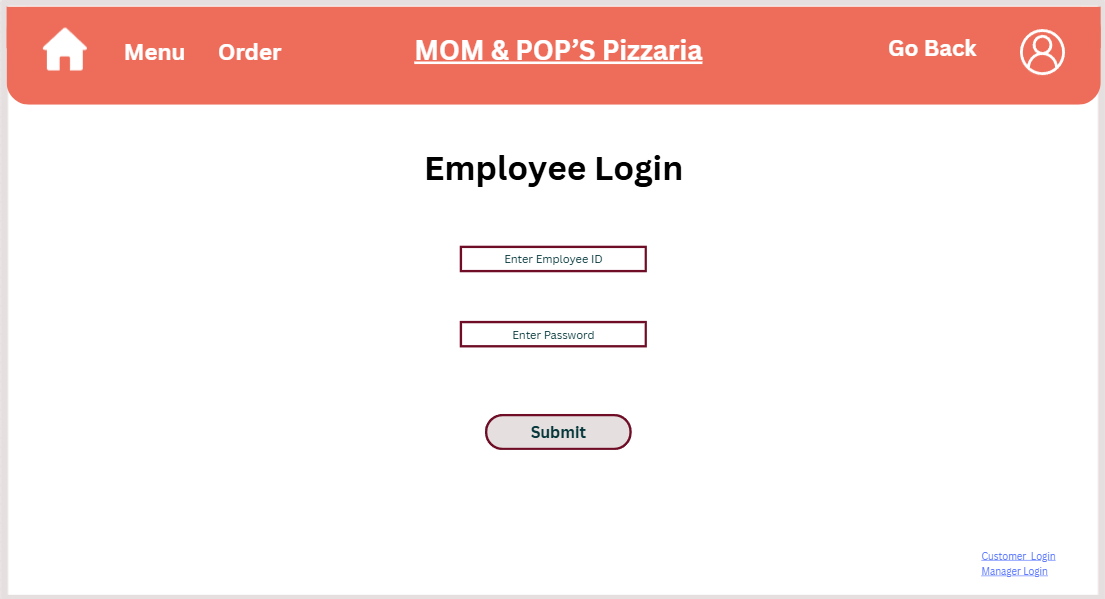 Menu Order MOM & POP’S Pizzaria Go Back
Employee Login
Enter Employee ID
Enter Password
Submit
Customer Login
Manager Login